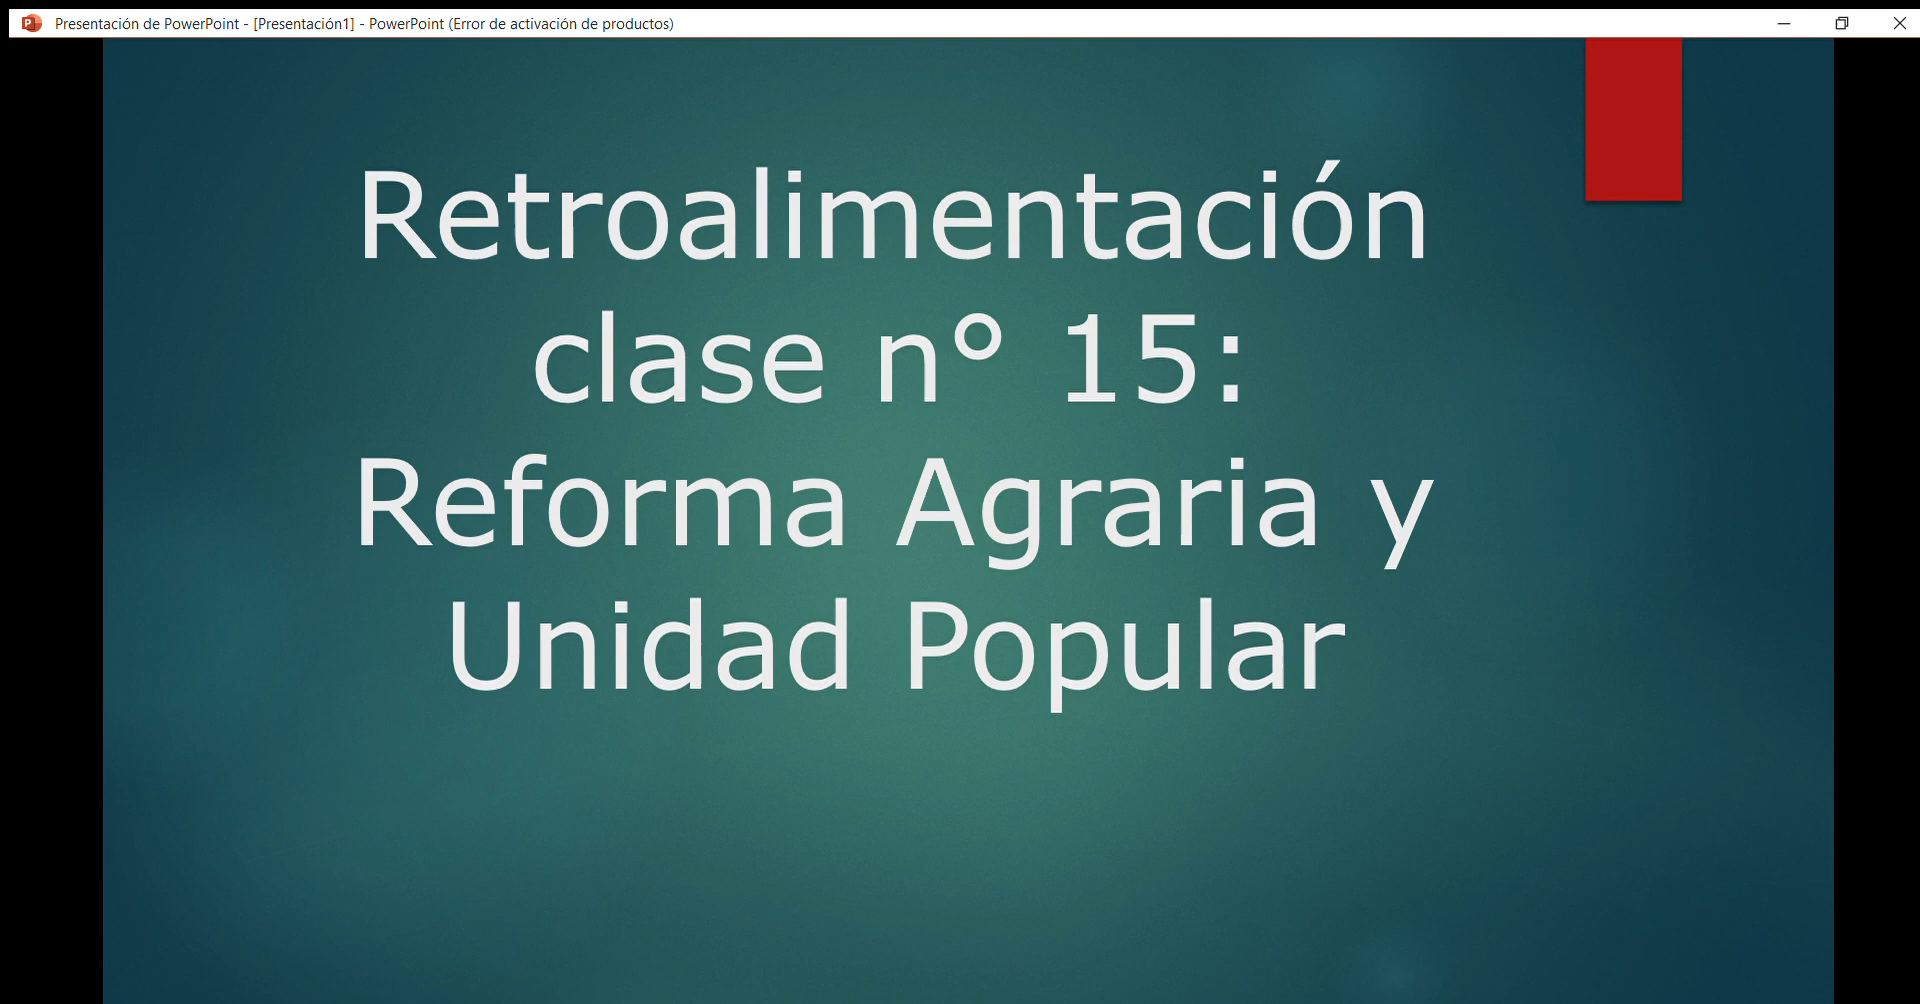 Presentación de PowerPoint - [Presentación1] - PowerPoint (Error de activación de productos)
Retroalimentación
clase n° 15:
Reforma Agraria y
Unidad Popular